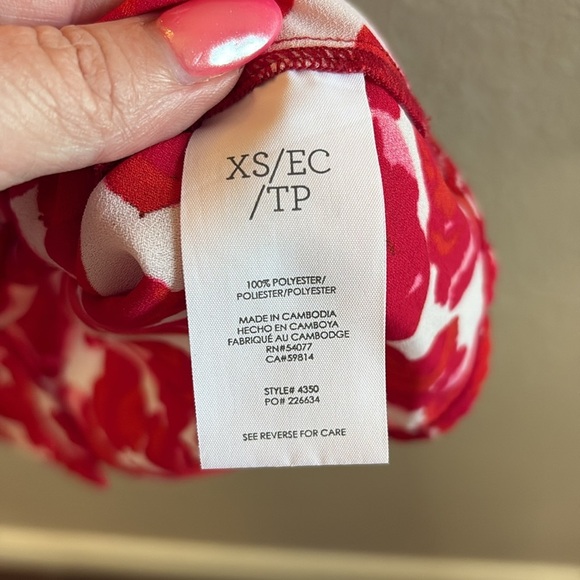 XS/EC
/TP
100% POLYESTER/
POLIESTER/POLYESTER
MADE IN CAMBODIA
HECHO EN CAMBOYA
FABRIQUÉ AU CAMBODGE
RN#54077
CA#59814
STYLE# 4350
PO# 226634
SEE REVERSE FOR CARE